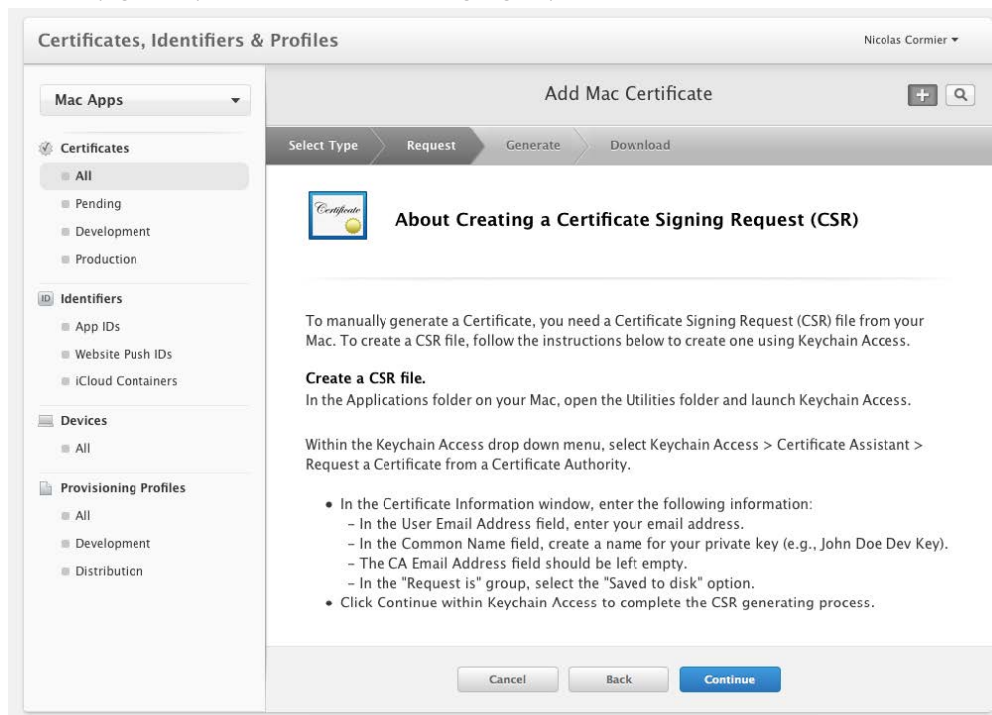 Certificates, Identifiers & Profiles
Nicolas Cormier
Mac Apps
Certificates
All
Pending
Development
Production
Identifiers
App IDs
Website Push IDs
iCloud Containers
Devices
All
Provisioning Profiles
All
Development
Distribution
Add Mac Certificate
Select Type
Request
Generate
Download
Certificate
About Creating a Certificate Signing Request (CSR)
To manually generate a Certificate, you need a Certificate Signing Request (CSR) file from your
Mac. To create a CSR file, follow the instructions below to create one using Keychain Access.
Create a CSR file.
In the Applications folder on your Mac, open the Utilities folder and launch Keychain Access.
Within the Keychain Access drop down menu, select Keychain Access > Certificate Assistant >
Request a Certificate from a Certificate Authority.
• In the Certificate Information window, enter the following information:
– In the User Email Address field, enter your email address.
– In the Common Name field, create a name for your private key (e.g., John Doe Dev Key).
– The CA Email Address field should be left empty.
– In the "Request is" group, select the "Saved to disk" option.
• Click Continue within Keychain Access to complete the CSR generating process.
Cancel
Back
Continue